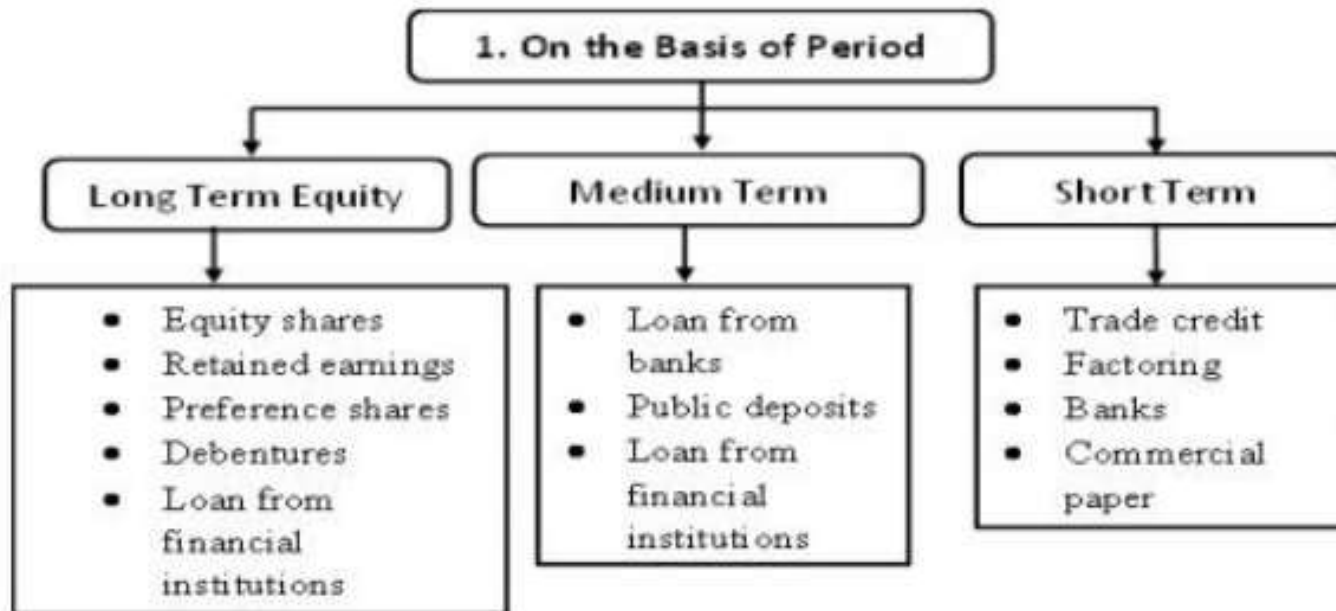 1. On the Basis of Period
Long Term Equity
Medium Term
Short Term
• Equity shares
• Retained earnings
• Preference shares
• Debentures
• Loan from
financial
institutions
• Loan from
banks
• Public deposits
• Loan from
financial
institutions
• Trade credit
• Factoring
• Banks
• Commercial
paper